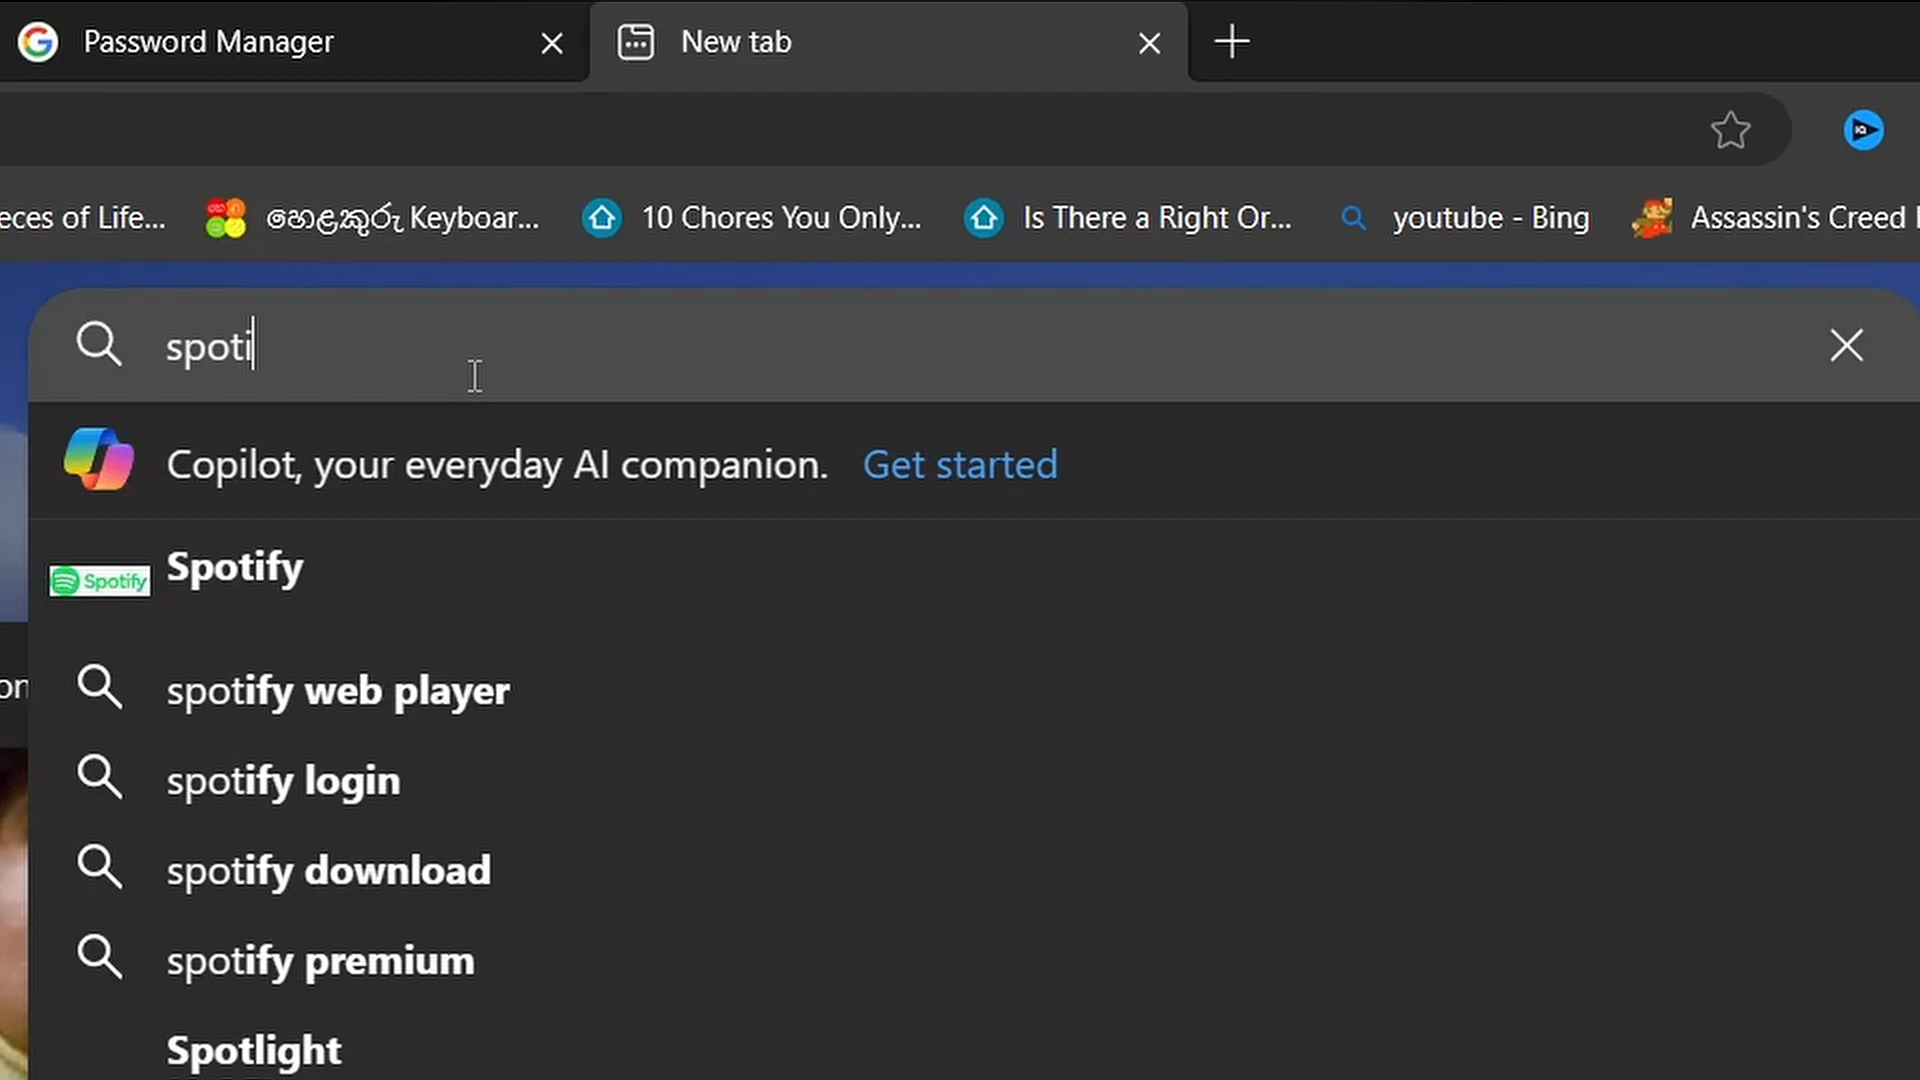 Password Manager
New tab
eces of Life...
හෙළකුරු Keyboar...
10 Chores You Only...
Is There a Right Or...
youtube - Bing
Assassin's Creed
spoti
Copilot, your everyday AI companion. Get started
Spotify
Spotify
spotify web player
spotify login
spotify download
spotify premium
Spotlight